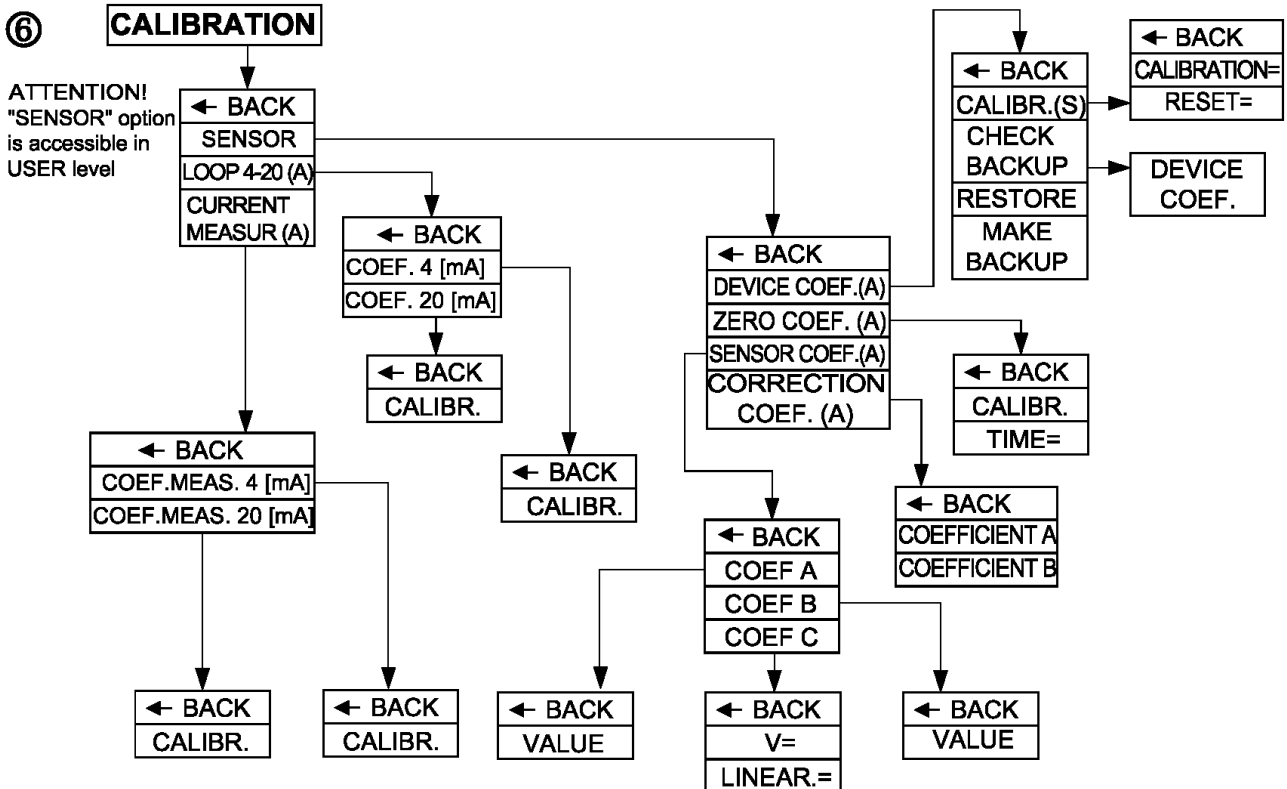 ⑥
CALIBRATION
ATTENTION!
"SENSOR" option
is accessible in
USER level
← BACK
SENSOR
LOOP 4-20 (A)
CURRENT
MEASUR (A)
← BACK
COEF. 4 [mA]
COEF. 20 [mA]
← BACK
CALIBR.
← BACK
CALIBR.
← BACK
COEF.MEAS. 4 [mA]
COEF.MEAS. 20 [mA]
← BACK
CALIBR.
← BACK
CALIBR.
← BACK
DEVICE COEF.(A)
ZERO COEF. (A)
SENSOR COEF.(A)
CORRECTION
COEF. (A)
← BACK
CALIBR.(S)
CHECK
BACKUP
RESTORE
MAKE
BACKUP
← BACK
CALIBRATION=
RESET=
DEVICE
COEF.
← BACK
CALIBR.
TIME=
← BACK
COEFFICIENT A
COEFFICIENT B
← BACK
COEF A
COEF B
COEF C
← BACK
VALUE
← BACK
V=
LINEAR.=
← BACK
VALUE